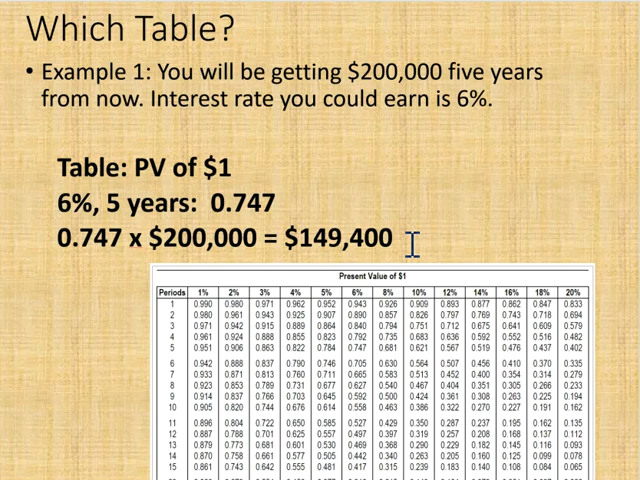 Which Table?
• Example 1: You will be getting $200,000 five years
from now. Interest rate you could earn is 6%.
Table: PV of $1
6%, 5 years: 0.747
0.747 x $200,000 = $149,400
Present Value of $1
Periods 1% 2% 3% 4% 5% 6% 8% 10% 12% 14% 16% 18% 20%
1 0.990 0.980 0.971 0.962 0.952 0.943 0.926 0.909 0.893 0.877 0.862 0.847 0.833
2 0.980 0.961 0.943 0.925 0.907 0.890 0.857 0.826 0.797 0.769 0.743 0.718 0.694
3 0.971 0.942 0.915 0.889 0.864 0.840 0.794 0.751 0.712 0.675 0.641 0.609 0.579
4 0.961 0.924 0.888 0.855 0.823 0.792 0.735 0.683 0.636 0.592 0.552 0.516 0.482
5 0.951 0.906 0.863 0.822 0.784 0.747 0.681 0.621 0.567 0.519 0.476 0.437 0.402
6 0.942 0.888 0.837 0.790 0.746 0.705 0.630 0.564 0.507 0.456 0.410 0.370 0.335
7 0.933 0.871 0.813 0.760 0.711 0.665 0.583 0.513 0.452 0.400 0.354 0.314 0.279
8 0.923 0.853 0.789 0.731 0.677 0.627 0.540 0.467 0.404 0.351 0.305 0.266 0.233
9 0.914 0.837 0.766 0.703 0.645 0.592 0.500 0.424 0.361 0.308 0.263 0.225 0.194
10 0.905 0.820 0.744 0.676 0.614 0.558 0.463 0.386 0.322 0.270 0.227 0.191 0.162
11 0.896 0.804 0.722 0.650 0.585 0.527 0.429 0.350 0.287 0.237 0.195 0.162 0.135
12 0.887 0.788 0.701 0.625 0.557 0.497 0.397 0.319 0.257 0.208 0.168 0.137 0.112
13 0.879 0.773 0.681 0.601 0.530 0.469 0.368 0.290 0.229 0.182 0.145 0.116 0.093
14 0.870 0.758 0.661 0.577 0.505 0.442 0.340 0.263 0.205 0.160 0.125 0.099 0.078
15 0.861 0.743 0.642 0.555 0.481 0.417 0.315 0.239 0.183 0.140 0.108 0.084 0.065